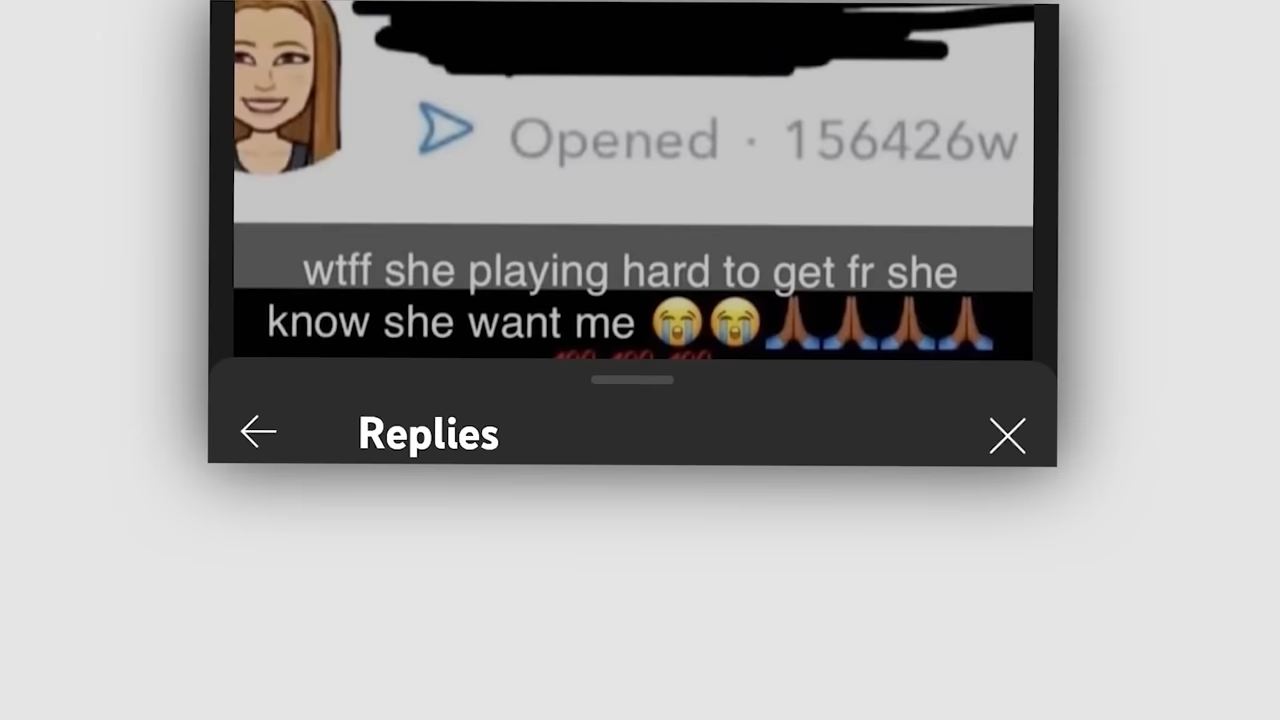 Opened · 156426w
wtff she playing hard to get fr she
know she want me 😭😭🙏🏾🙏🏾🙏🏾🙏🏾
💯 💯 💯
Replies